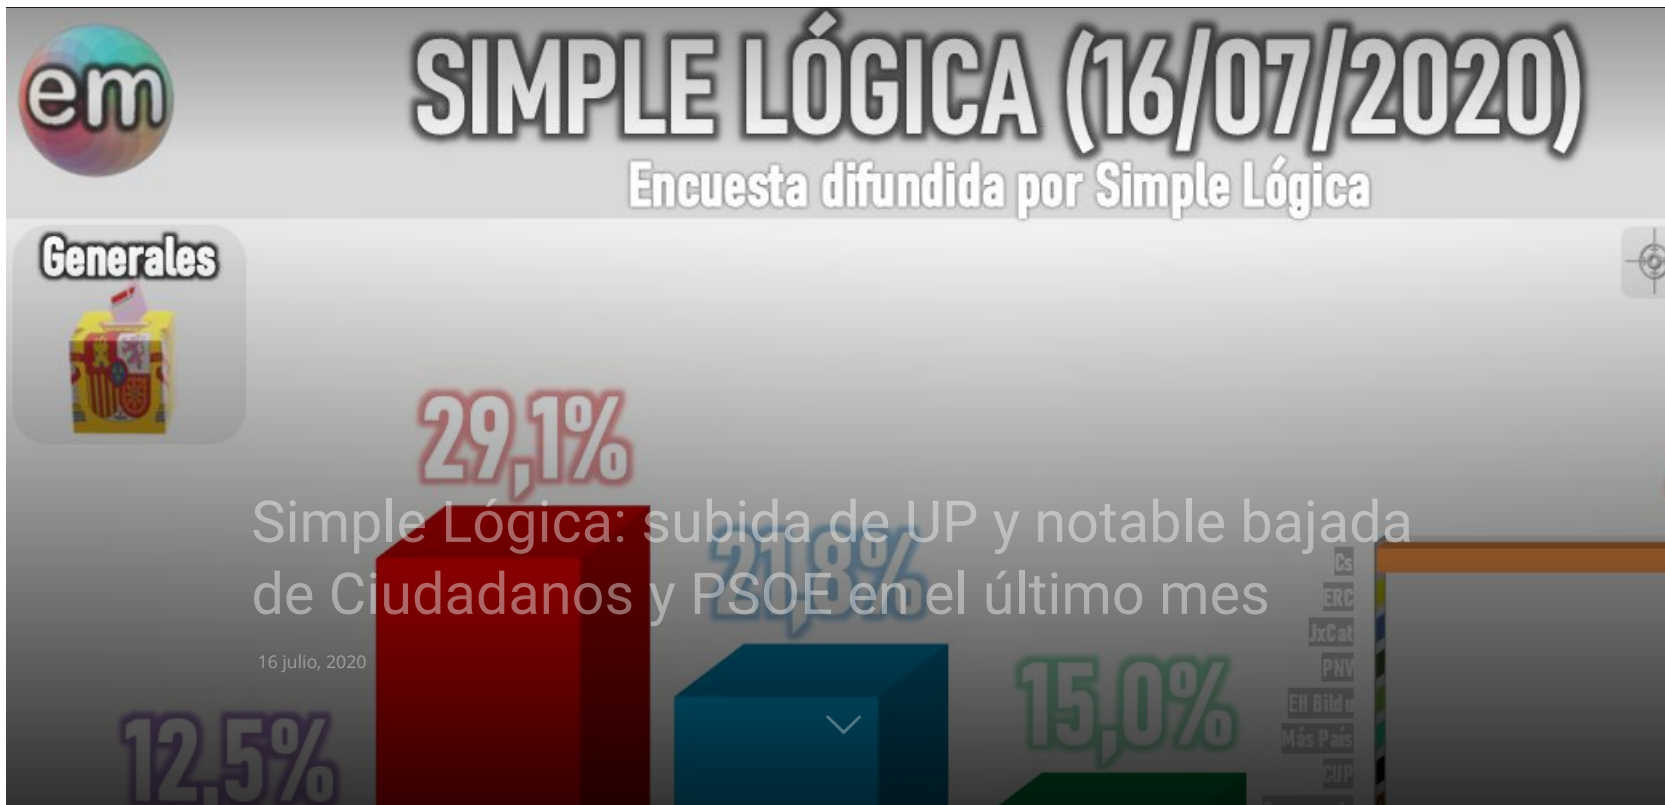 em
SIMPLE LÓGICA (16/07/2020)
Encuesta difundida por Simple Lógica
Generales
29,1%
Simple Lógica: subida de UP y notable bajada
de Ciudadanos y PSOE en el último mes
21,8%
16 julio, 2020
12,5%
15,0%
Cs
ERC
JxCat
PNV
EH Bildu
Más País
CUP